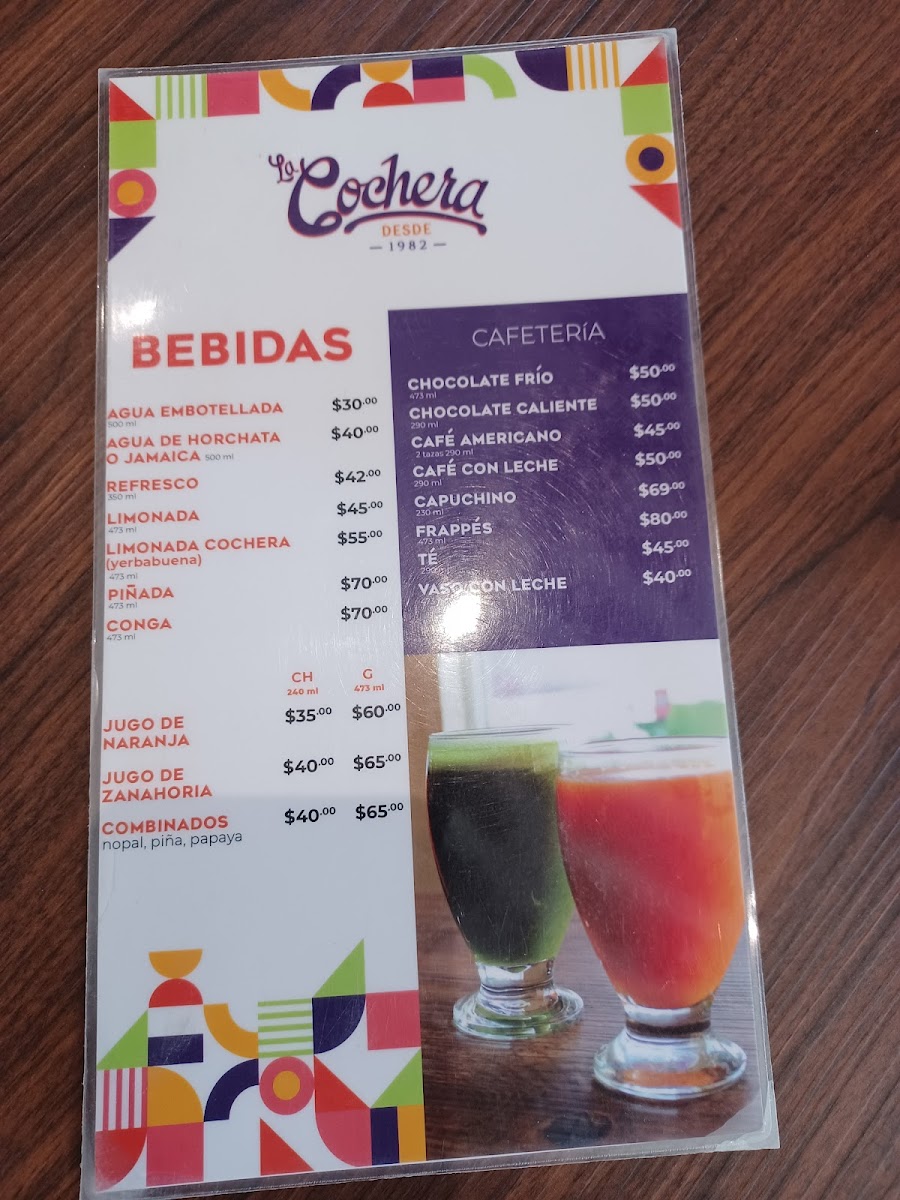 La Cochera
DESDE
— 1982 —
BEBIDAS
AGUA EMBOTELLADA $30.00
500 ml
AGUA DE HORCHATA $40.00
O JAMAICA 500 ml
REFRESCO $42.00
350 ml
LIMONADA $45.00
473 ml
LIMONADA COCHERA $55.00
(yerbabuena)
473 ml
PIÑADA $70.00
473 ml
CONGA $70.00
473 ml
CH G
240 ml 473 ml
JUGO DE $35.00 $60.00
NARANJA
JUGO DE $40.00 $65.00
ZANAHORIA
COMBINADOS $40.00 $65.00
nopal, piña, papaya
CAFETERíA
CHOCOLATE FRÍO $50.00
473 ml
CHOCOLATE CALIENTE $50.00
290 ml
CAFÉ AMERICANO $45.00
2 tazas 290 ml
CAFÉ CON LECHE $50.00
290 ml
CAPUCHINO $69.00
230 ml
FRAPPÉS $80.00
473 ml
TÉ $45.00
290 ml
VASO CON LECHE $40.00